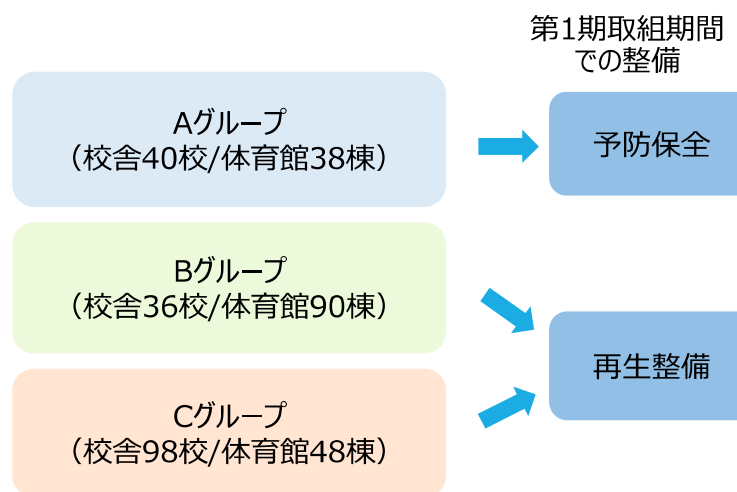 第1期取組期間
での整備
Aグループ
（校舎40校/体育館38棟）
予防保全
Bグループ
（校舎36校/体育館90棟）
再生整備
Cグループ
（校舎98校/体育館48棟）